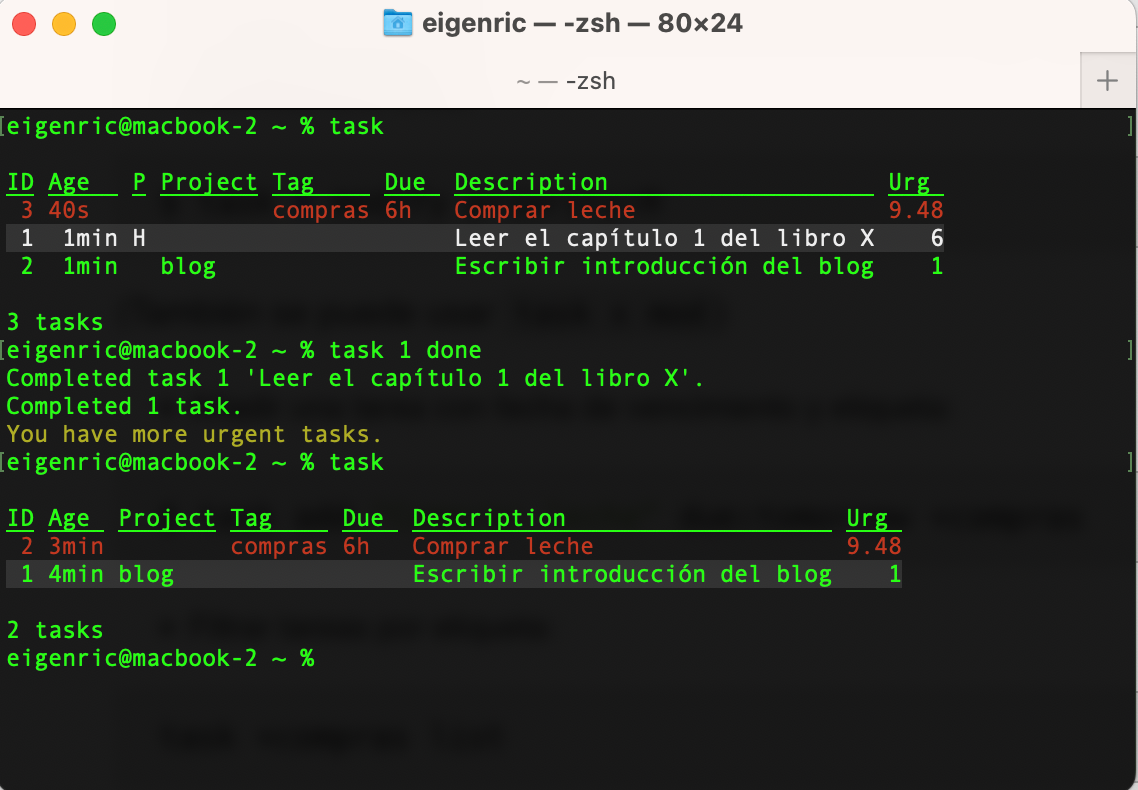 eigenric — -zsh — 80×24
~ — -zsh
+
[eigenric@macbook-2 ~ % task ]
ID Age P Project Tag Due Description Urg
3 40s compras 6h Comprar leche 9.48
1 1min H Leer el capítulo 1 del libro X 6
2 1min blog Escribir introducción del blog 1
3 tasks
[eigenric@macbook-2 ~ % task 1 done ]
Completed task 1 'Leer el capítulo 1 del libro X'.
Completed 1 task.
You have more urgent tasks.
[eigenric@macbook-2 ~ % task ]
ID Age Project Tag Due Description Urg
2 3min compras 6h Comprar leche 9.48
1 4min blog Escribir introducción del blog 1
2 tasks
eigenric@macbook-2 ~ %